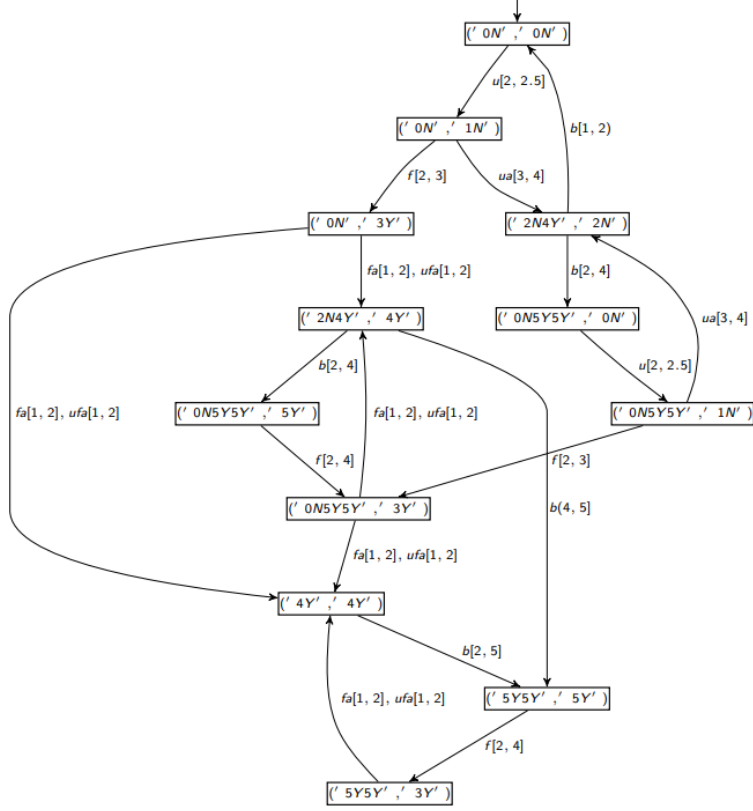 (′ 0N′ ,′ 0N′ )
u[2, 2.5]
(′ 0N′ ,′ 1N′ )
b[1, 2)
f[2, 3]
ua[3, 4]
(′ 0N′ ,′ 3Y′ )
(′ 2N4Y′ ,′ 2N′ )
fa[1, 2], ufa[1, 2]
b[2, 4]
(′ 2N4Y′ ,′ 4Y′ )
(′ 0N5Y5Y′ ,′ 0N′ )
ua[3, 4]
b[2, 4]
u[2, 2.5]
(′ 0N5Y5Y′ ,′ 5Y′ )
fa[1, 2], ufa[1, 2]
fa[1, 2], ufa[1, 2]
(′ 0N5Y5Y′ ,′ 1N′ )
f[2, 4]
f[2, 3]
(′ 0N5Y5Y′ ,′ 3Y′ )
b(4, 5]
fa[1, 2], ufa[1, 2]
(′ 4Y′ ,′ 4Y′ )
b[2, 5]
fa[1, 2], ufa[1, 2]
(′ 5Y5Y′ ,′ 5Y′ )
f[2, 4]
(′ 5Y5Y′ ,′ 3Y′ )